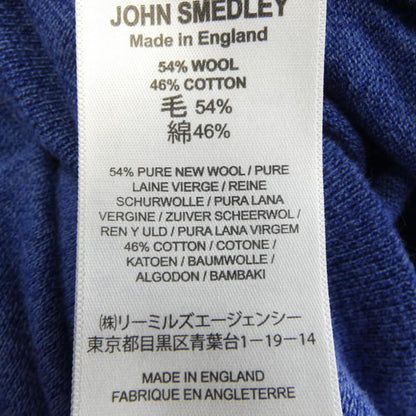 JOHN SMEDLEY
Made in England
54% WOOL
46% COTTON
毛 54%
綿46%
54% PURE NEW WOOL / PURE
LAINE VIERGE / REINE
SCHURWOLLE / PURA LANA
VERGINE / ZUIVER SCHEERWOL /
REN Y ULD / PURA LANA VIRGEM
46% COTTON / COTONE /
KATOEN / BAUMWOLLE /
ALGODON / BAMBAKI
㈱リーミルズエージェンシー
東京都目黒区青葉台1-19-14
MADE IN ENGLAND
FABRIQUE EN ANGLETERRE